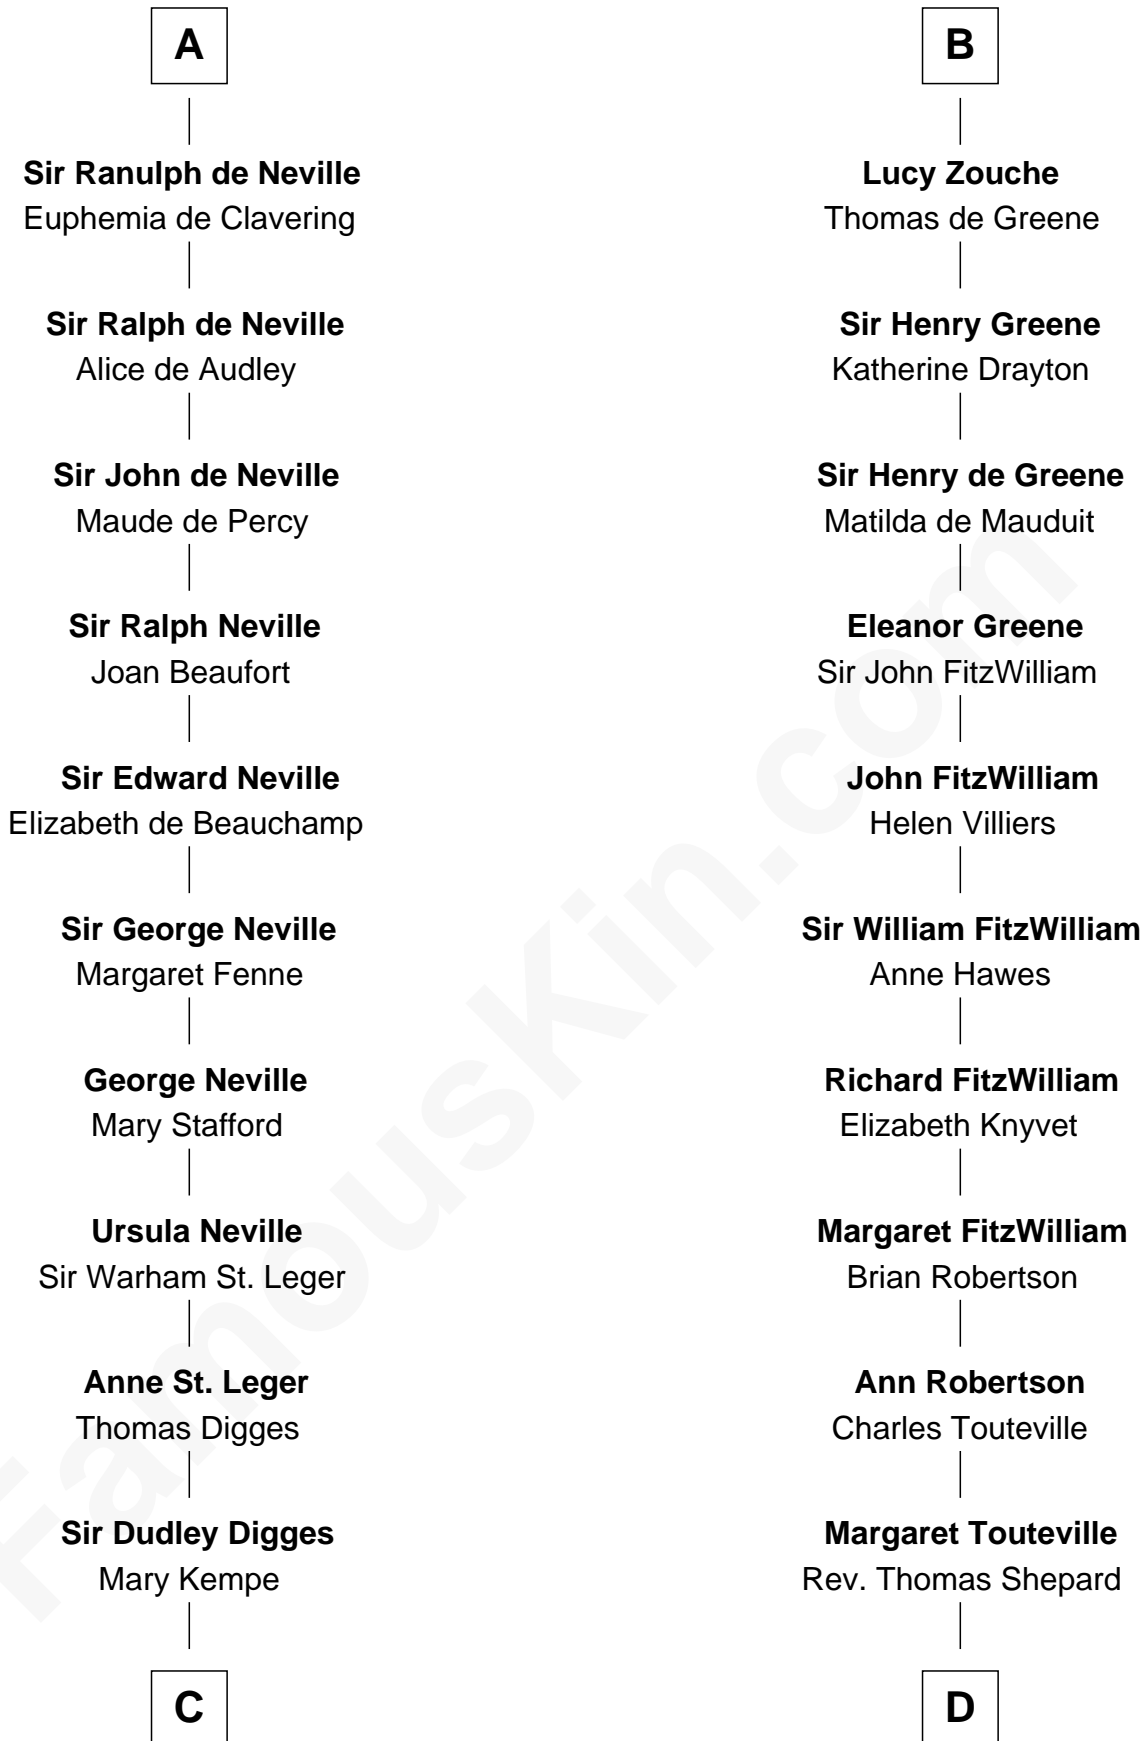 A
Sir Ranulph de Neville
Euphemia de Clavering
Sir Ralph de Neville
Alice de Audley
Sir John de Neville
Maude de Percy
Sir Ralph Neville
Joan Beaufort
Sir Edward Neville
Elizabeth de Beauchamp
Sir George Neville
Margaret Fenne
George Neville
Mary Stafford
Ursula Neville
Sir Warham St. Leger
Anne St. Leger
Thomas Digges
Sir Dudley Digges
Mary Kempe
C
B
Lucy Zouche
Thomas de Greene
Sir Henry Greene
Katherine Drayton
Sir Henry de Greene
Matilda de Mauduit
Eleanor Greene
Sir John FitzWilliam
John FitzWilliam
Helen Villiers
Sir William FitzWilliam
Anne Hawes
Richard FitzWilliam
Elizabeth Knyvet
Margaret FitzWilliam
Brian Robertson
Ann Robertson
Charles Touteville
Margaret Touteville
Rev. Thomas Shepard
D
FamousKin.com